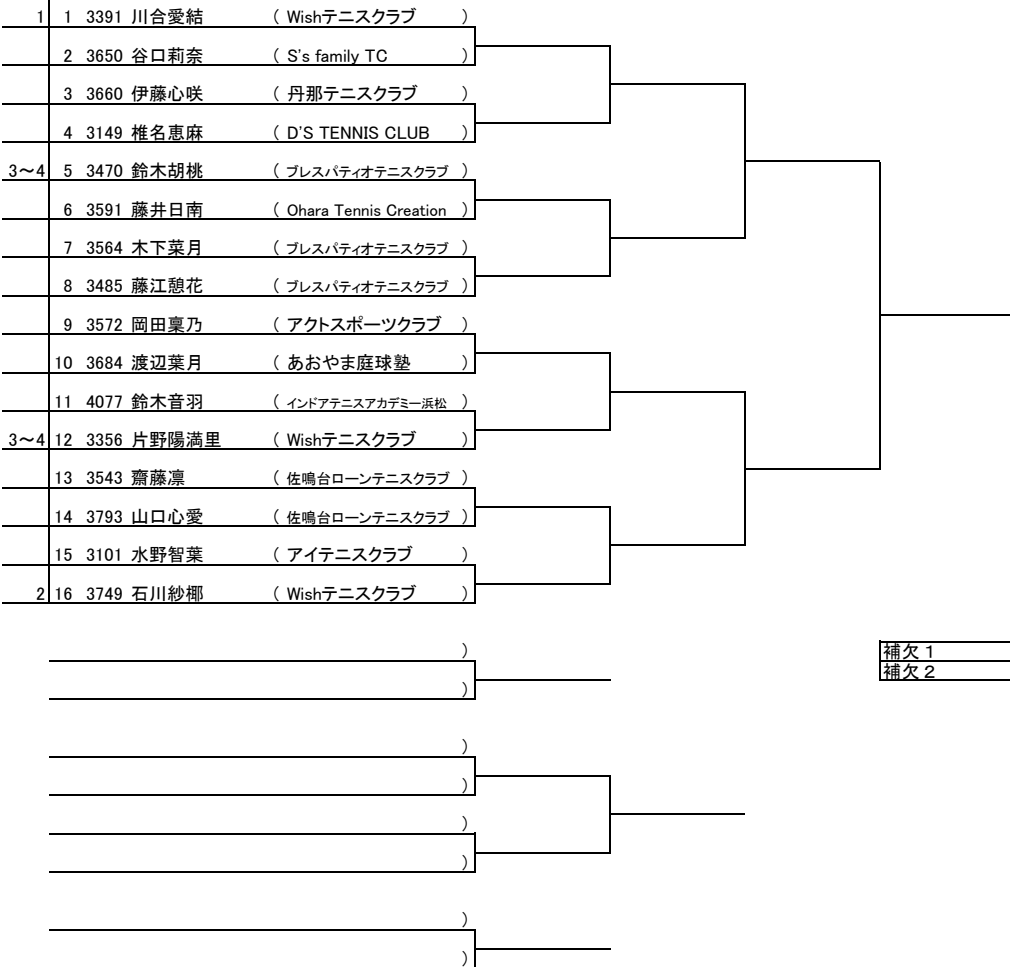 1 1 3391 川合愛結 ( Wishテニスクラブ )
2 3650 谷口莉奈 ( S's family TC )
3 3660 伊藤心咲 ( 丹那テニスクラブ )
4 3149 椎名恵麻 ( D'S TENNIS CLUB )
3～4 5 3470 鈴木胡桃 ( ブレスパティオテニスクラブ )
6 3591 藤井日南 ( Ohara Tennis Creation )
7 3564 木下菜月 ( ブレスパティオテニスクラブ )
8 3485 藤江憩花 ( ブレスパティオテニスクラブ )
9 3572 岡田稟乃 ( アクトスポーツクラブ )
10 3684 渡辺葉月 ( あおやま庭球塾 )
11 4077 鈴木音羽 ( インドアテニスアカデミー浜松 )
3～4 12 3356 片野陽満里 ( Wishテニスクラブ )
13 3543 齋藤凛 ( 佐鳴台ローンテニスクラブ )
14 3793 山口心愛 ( 佐鳴台ローンテニスクラブ )
15 3101 水野智葉 ( アイテニスクラブ )
2 16 3749 石川紗椰 ( Wishテニスクラブ )
)
補欠１
)
補欠２
)
)
)
)
)
)